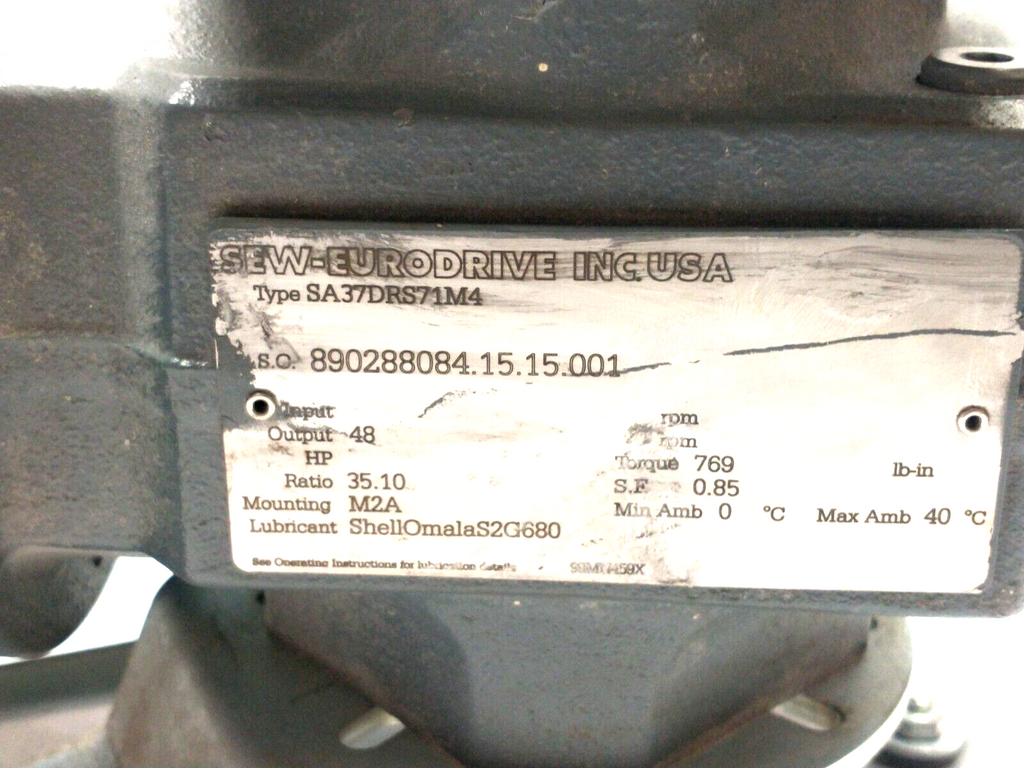 SEW-EURODRIVE INC. USA
Type SA37DRS71M4
S.O. 890288084.15.15.001
Input rpm
Output 48 rpm
HP Torque 769 lb-in
Ratio 35.10 S.F. 0.85
Mounting M2A Min Amb 0 °C Max Amb 40 °C
Lubricant ShellOmalaS2G680
See Operating Instructions for lubrication details